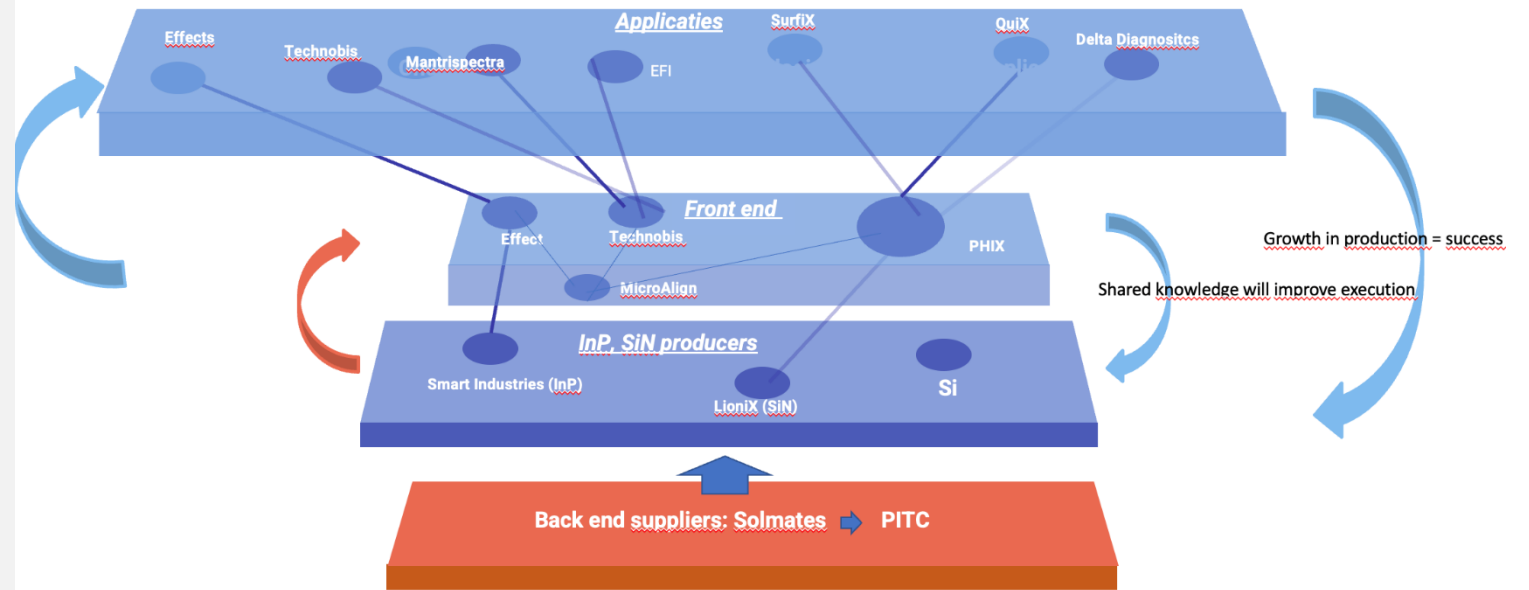 Applicaties
SurfiX
QuiX
Effects
Delta Diagnositcs
Technobis
Mantrispectra
EFI
Front end
Effect
Technobis
PHIX
Growth in production = success
MicroAlign
Shared knowledge will improve execution
InP, SiN producers
Smart Industries (InP)
Si
LioniX (SiN)
Back end suppliers: Solmates PITC